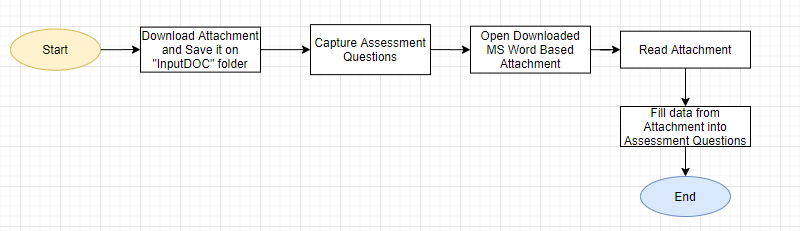 Start
Download Attachment
and Save it on
"InputDOC" folder
Capture Assessment
Questions
Open Downloaded
MS Word Based
Attachment
Read Attachment
Fill data from
Attachment into
Assessment Questions
End